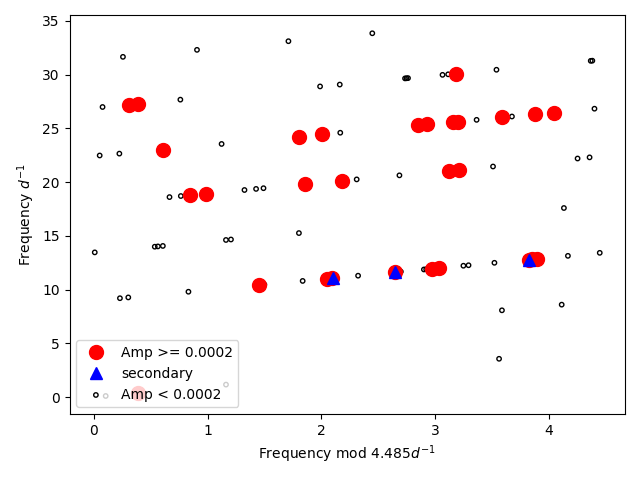 35
30
25
20
15
10
5
0
Frequency d⁻¹
Amp >= 0.0002
secondary
Amp < 0.0002
0 1 2 3 4
Frequency mod 4.485d⁻¹